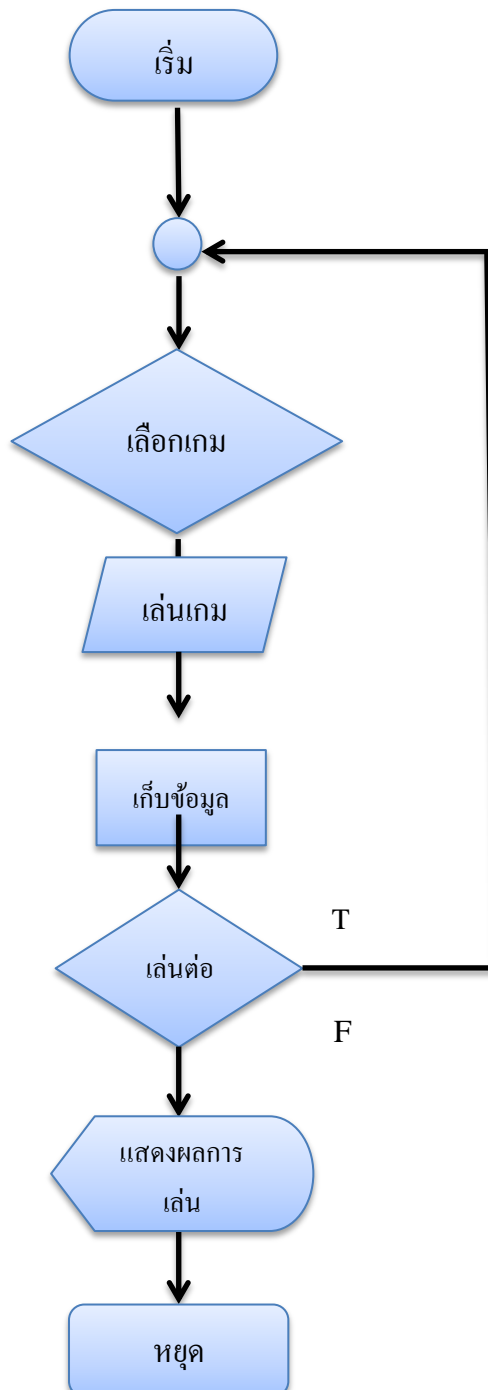 เริ่ม
เลือกเกม
เล่นเกม
เก็บข้อมูล
T
เล่นต่อ
F
แสดงผลการ
เล่น
หยุด